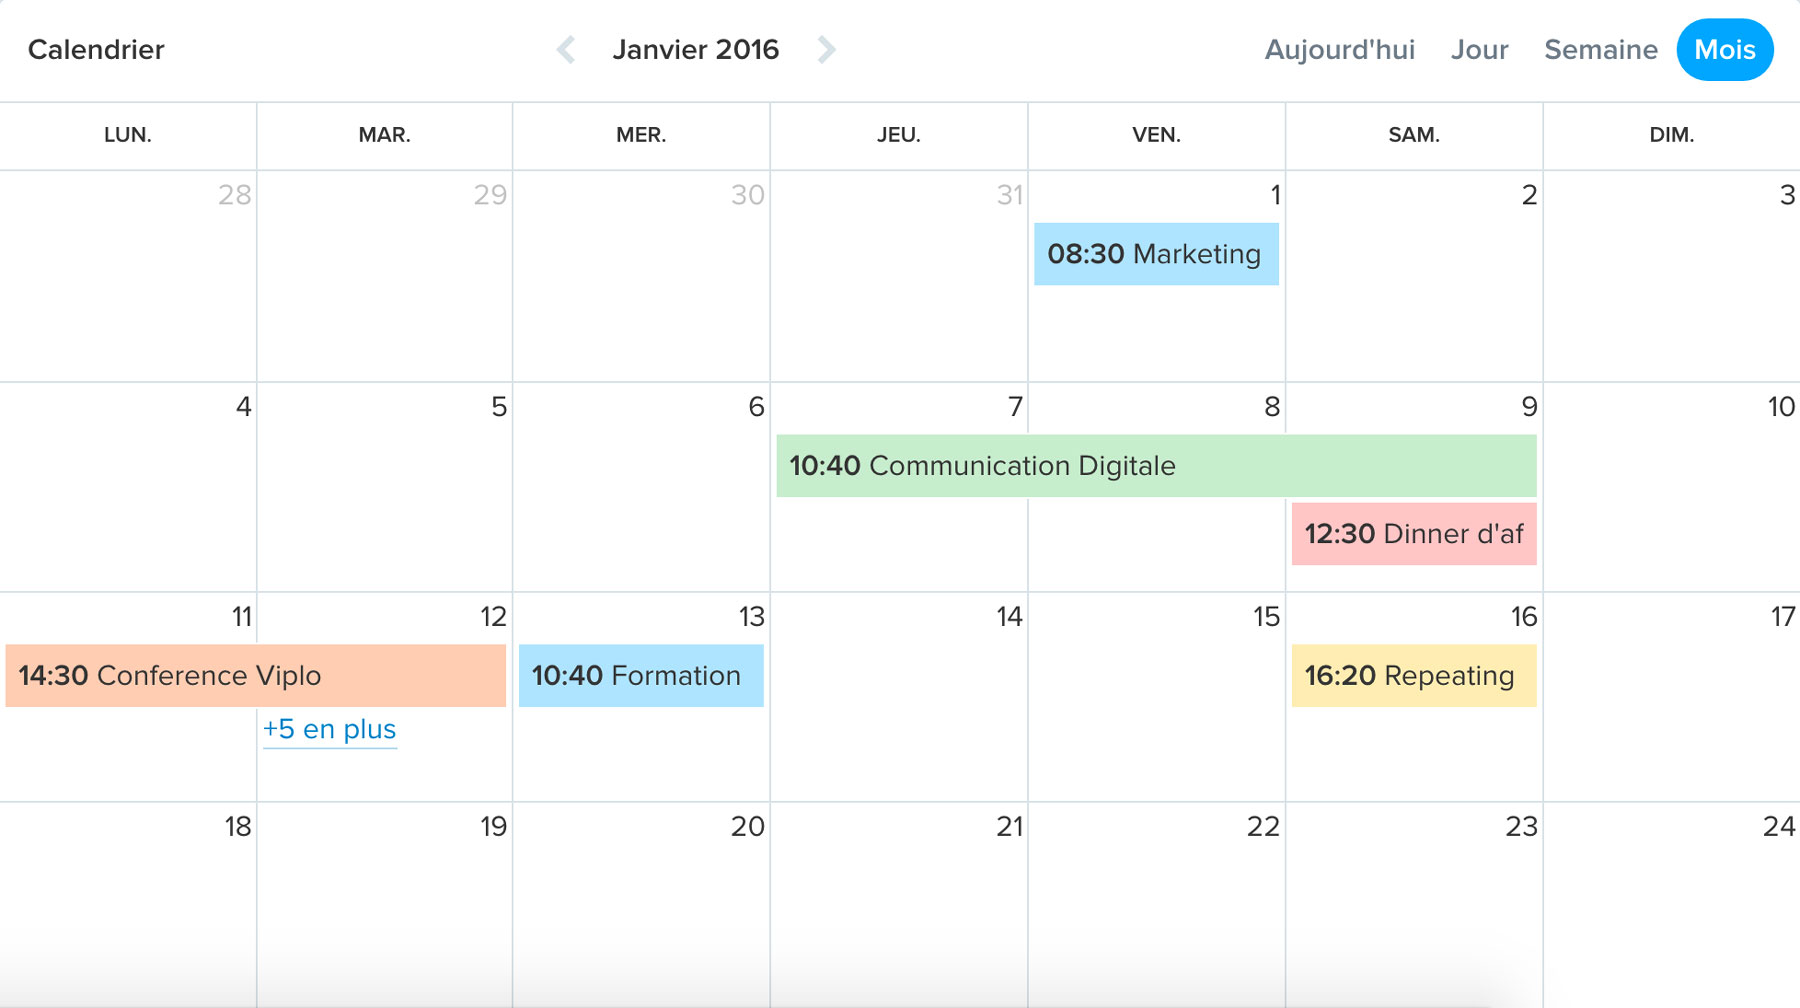 Calendrier
Janvier 2016
Aujourd'hui Jour Semaine Mois
LUN. MAR. MER. JEU. VEN. SAM. DIM.
28 29 30 31 1 2 3
08:30 Marketing
4 5 6 7 8 9 10
10:40 Communication Digitale
12:30 Dinner d'af
11 12 13 14 15 16 17
14:30 Conference Viplo 10:40 Formation 16:20 Repeating
+5 en plus
18 19 20 21 22 23 24